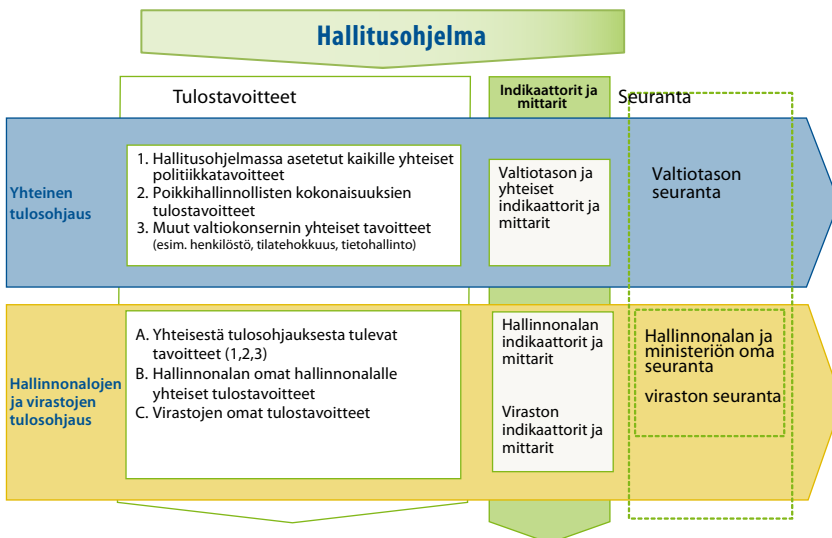 Hallitusohjelma
Tulostavoitteet
Indikaattorit ja
mittarit
Seuranta
Yhteinen
tulosohjaus
1. Hallitusohjelmassa asetetut kaikille yhteiset
politiikkatavoitteet
2. Poikkihallinnollisten kokonaisuuksien
tulostavoitteet
3. Muut valtiokonsernin yhteiset tavoitteet
(esim. henkilöstö, tilatehokkuus, tietohallinto)
Valtiotason ja
yhteiset
indikaattorit ja
mittarit
Valtiotason
seuranta
Hallinnonalojen
ja virastojen
tulosohjaus
A. Yhteisestä tulosohjauksesta tulevat
tavoitteet (1,2,3)
B. Hallinnonalan omat hallinnonalalle
yhteiset tulostavoitteet
C. Virastojen omat tulostavoitteet
Hallinnonalan
indikaattorit ja
mittarit
Viraston
indikaattorit ja
mittarit
Hallinnonalan ja
ministeriön oma
seuranta
viraston seuranta